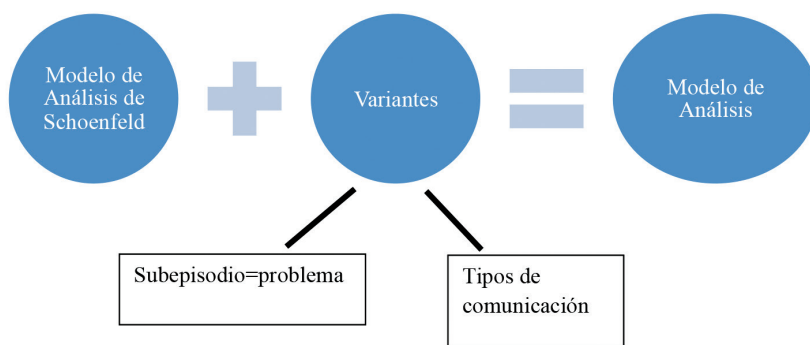 Modelo de
Análisis de
Schoenfeld
Variantes
Modelo de
Análisis
Subepisodio=problema
Tipos de
comunicación